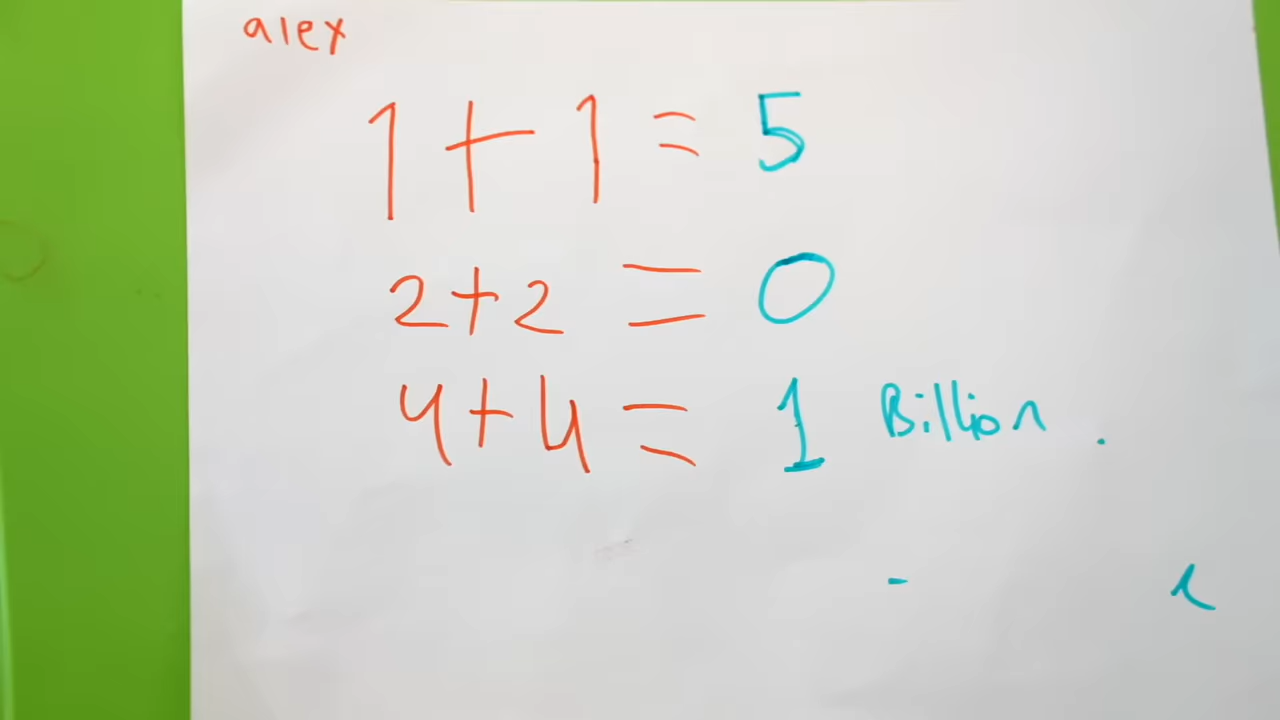 alex
1 + 1 = 5
2 + 2 = 0
4 + 4 = 1 Billion .